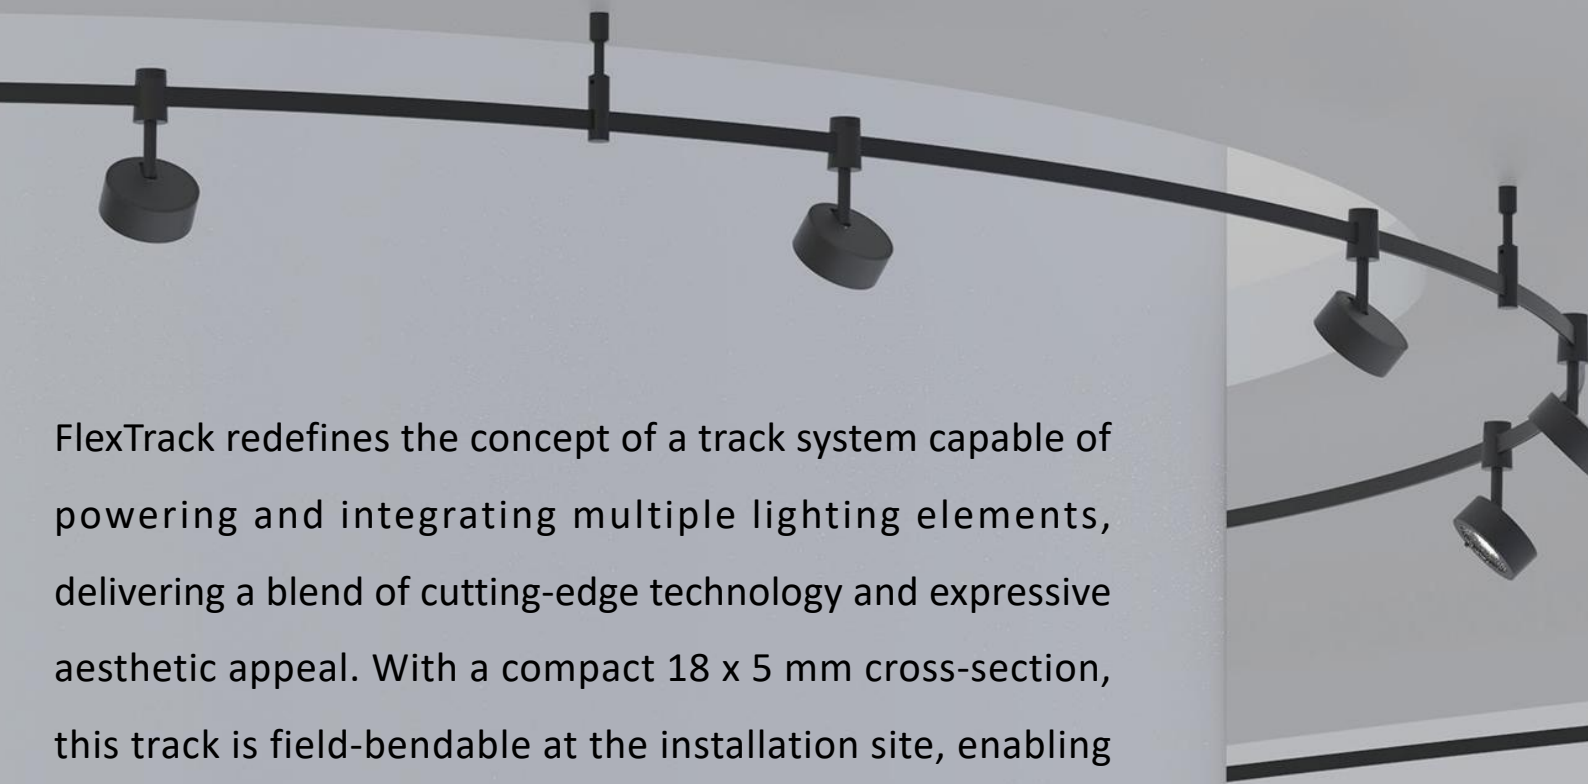 FlexTrack redefines the concept of a track system capable of
powering and integrating multiple lighting elements,
delivering a blend of cutting-edge technology and expressive
aesthetic appeal. With a compact 18 x 5 mm cross-section,
this track is field-bendable at the installation site, enabling